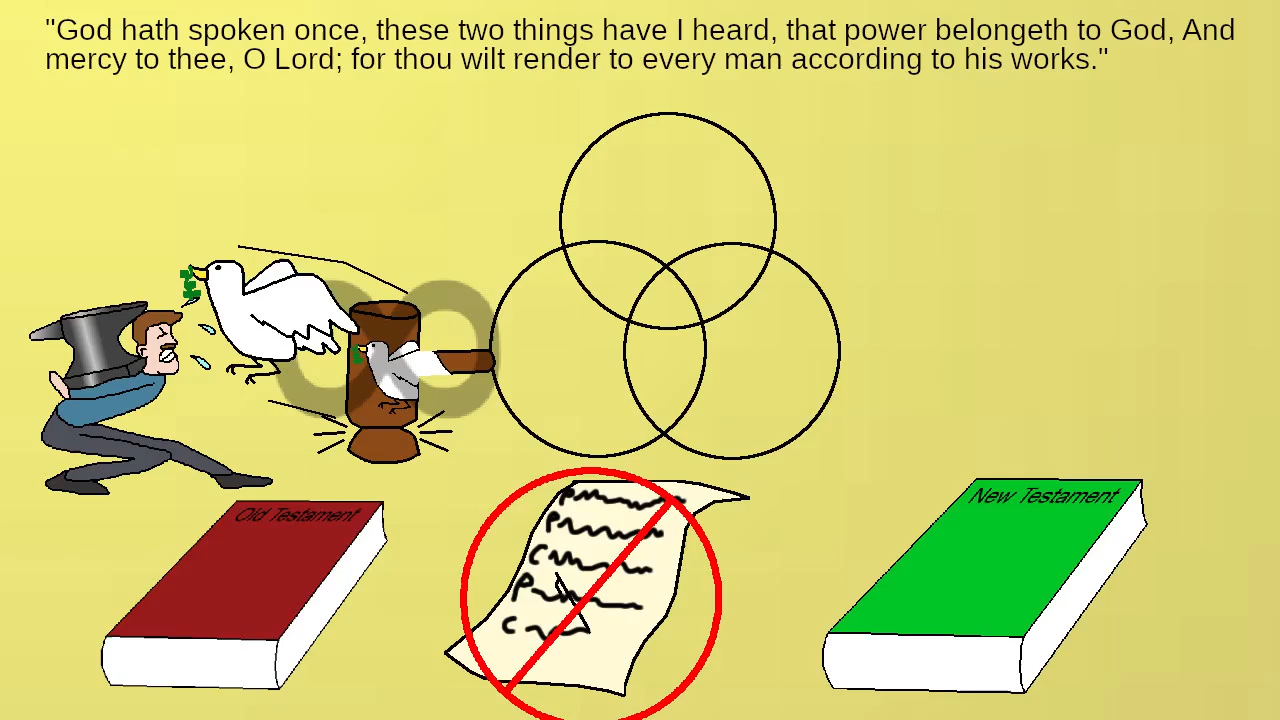 "God hath spoken once, these two things have I heard, that power belongeth to God, And
mercy to thee, O Lord; for thou wilt render to every man according to his works."
Old Testament
New Testament